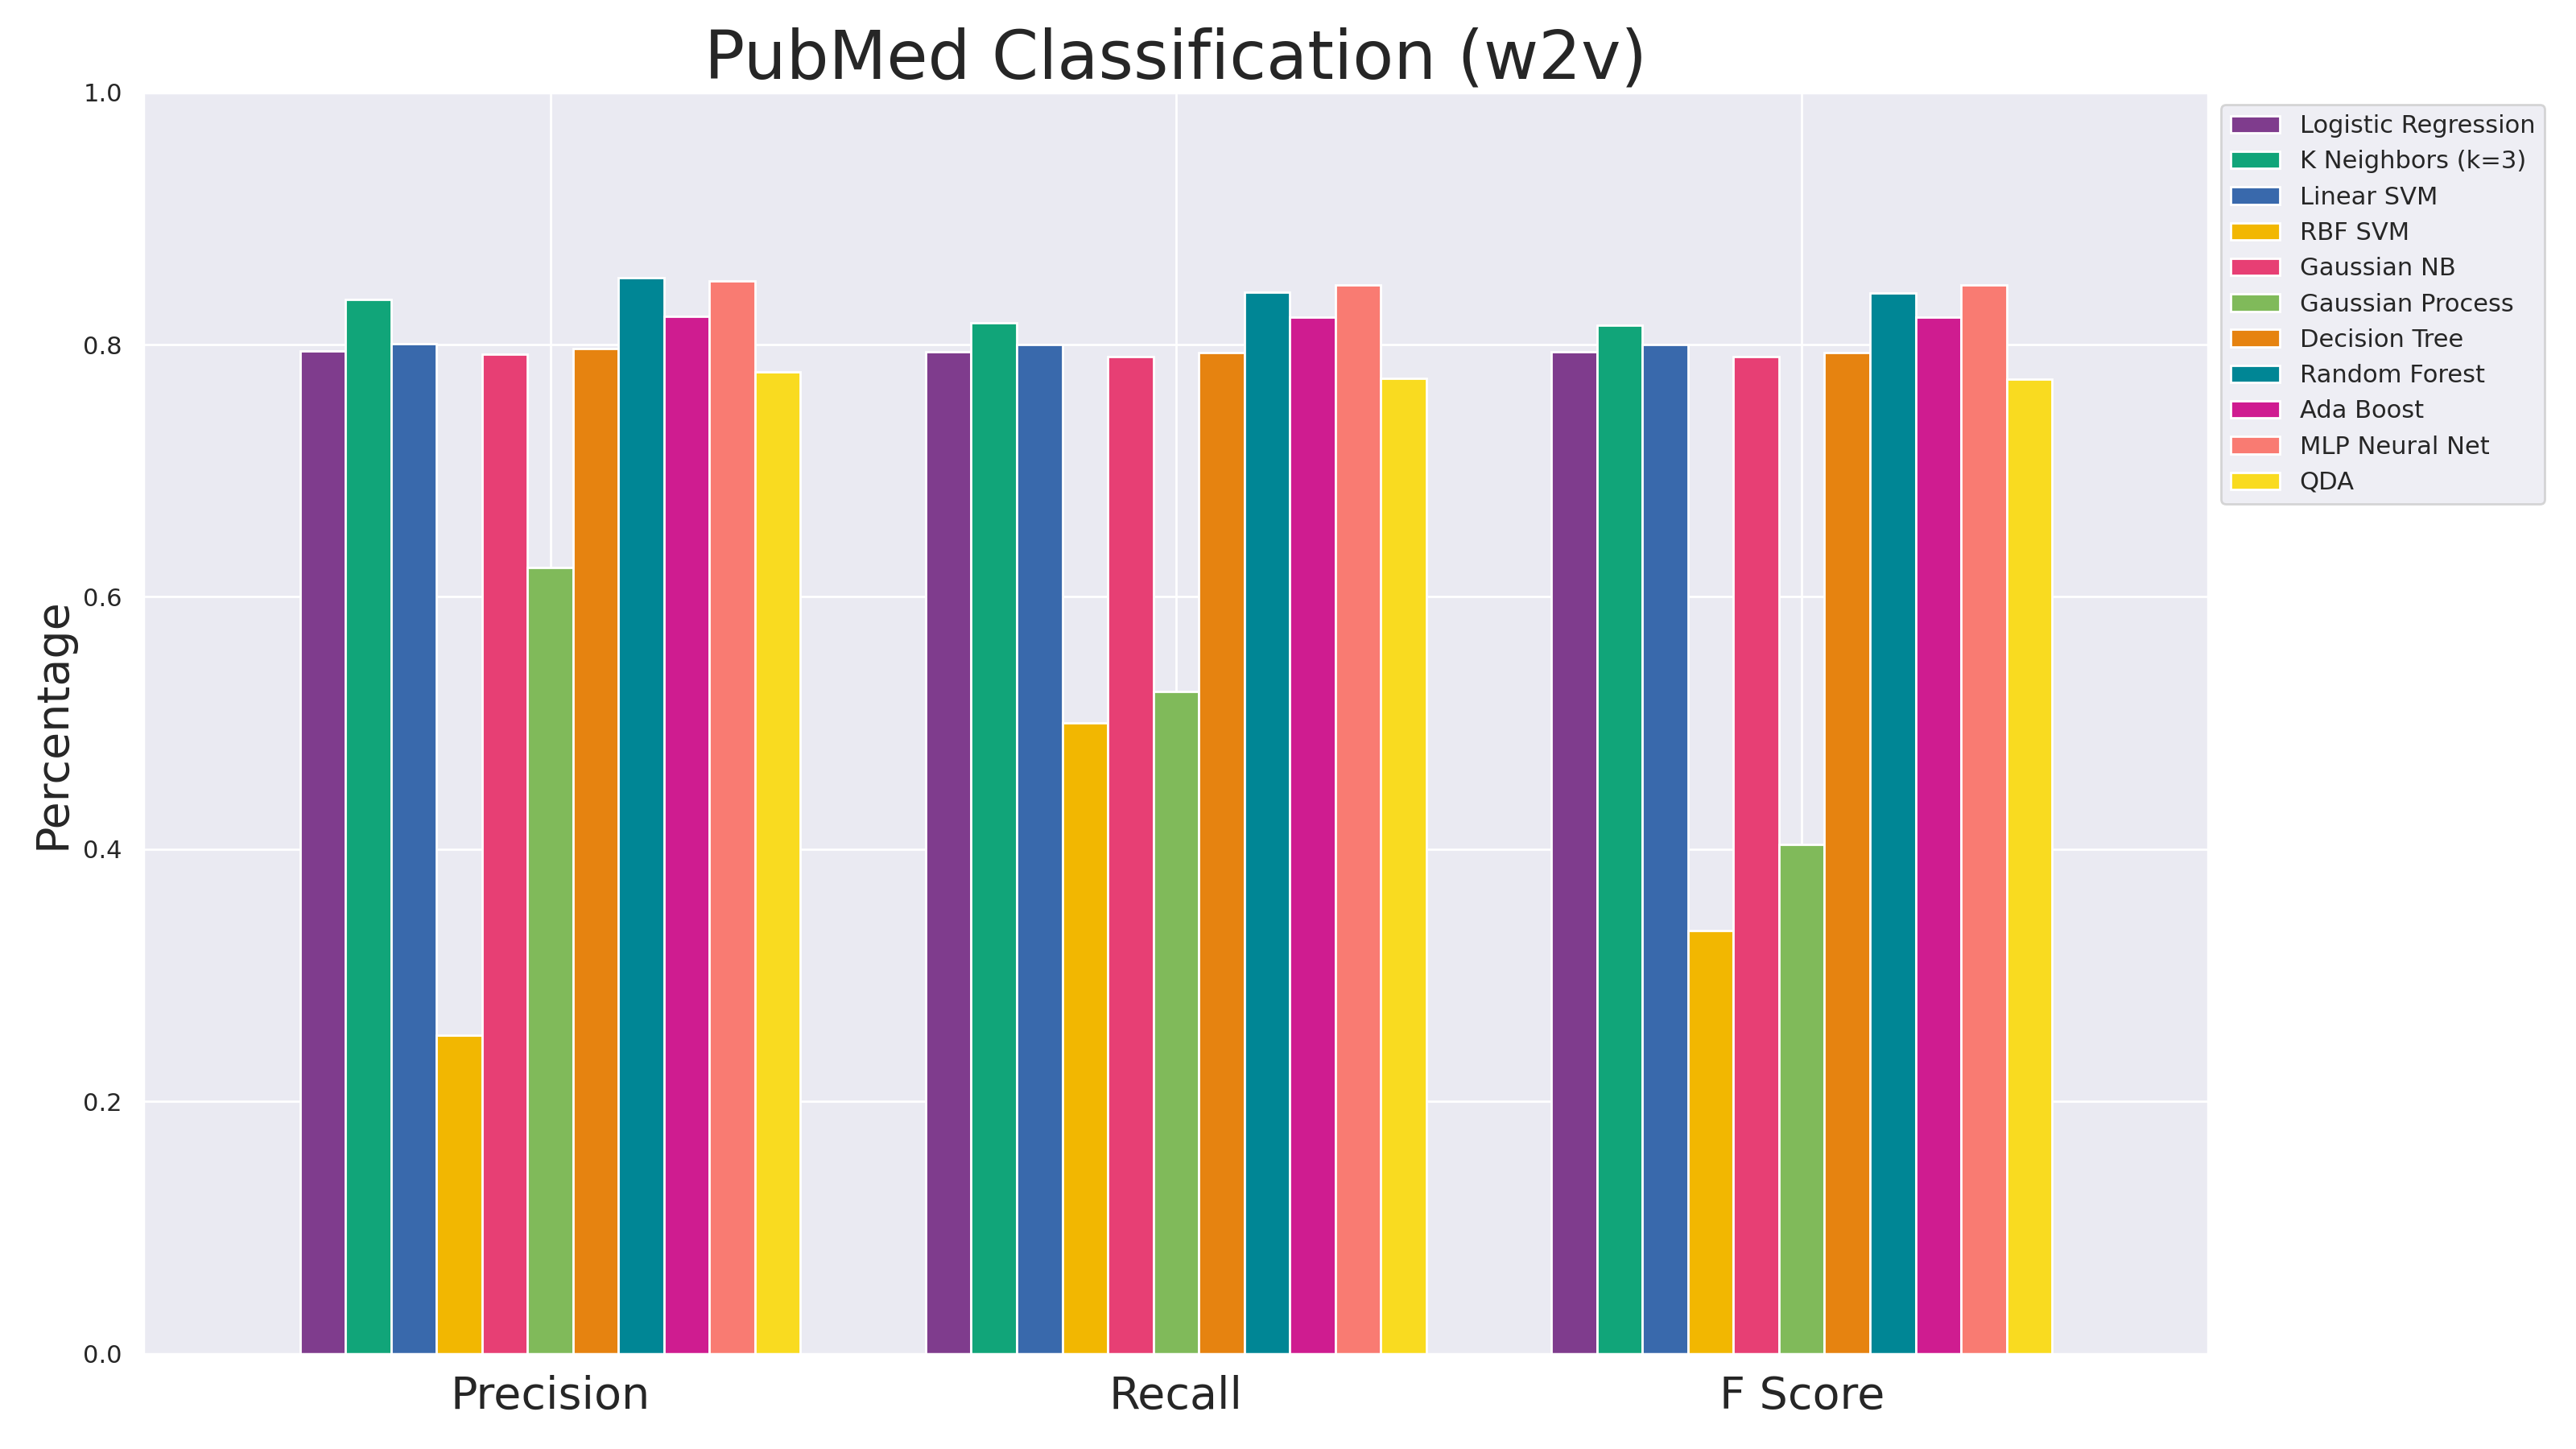 PubMed Classification (w2v)
1.0
0.8
0.6
0.4
0.2
0.0
Percentage
Precision
Recall
F Score
Logistic Regression
K Neighbors (k=3)
Linear SVM
RBF SVM
Gaussian NB
Gaussian Process
Decision Tree
Random Forest
Ada Boost
MLP Neural Net
QDA